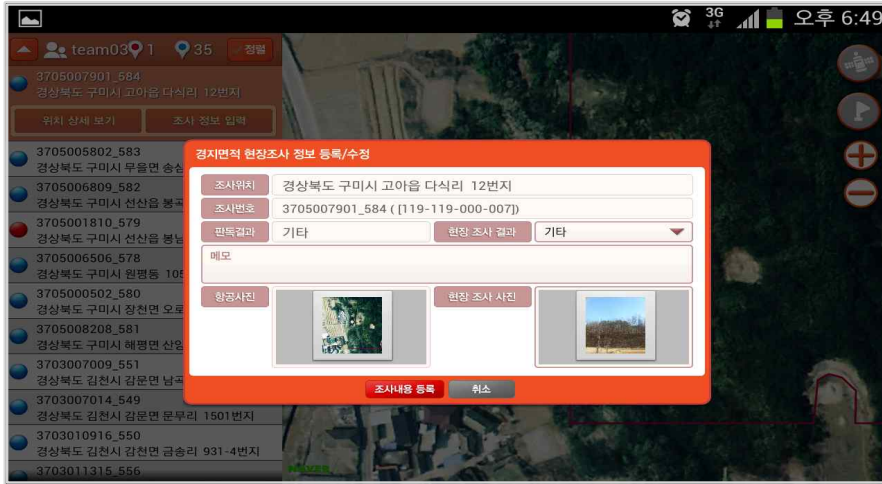 3G 오후 6:49
team03 1 35 정렬
3705007901_584
경상북도 구미시 고아읍 다식리 12번지
위치 상세 보기 조사 정보 입력
3705005802_583
경상북도 구미시 무을면 송삼
3705006809_582
경상북도 구미시 선산읍 봉곡
3705001810_579
경상북도 구미시 선산읍 봉남
3705006506_578
경상북도 구미시 원평동 105
3705000502_580
경상북도 구미시 장천면 오로
3705008208_581
경상북도 구미시 해평면 산양
3703007009_551
경상북도 김천시 감문면 남곡
3703007014_549
경상북도 김천시 감문면 문무리 1501번지
3703010916_550
경상북도 김천시 감천면 금송리 931-4번지
3703011315_556
경지면적 현장조사 정보 등록/수정
조사위치 경상북도 구미시 고아읍 다식리 12번지
조사번호 3705007901_584 ( [119-119-000-007])
판독결과 기타 현장 조사 결과 기타
메모
항공사진 현장 조사 사진
조사내용 등록 취소
NAVER